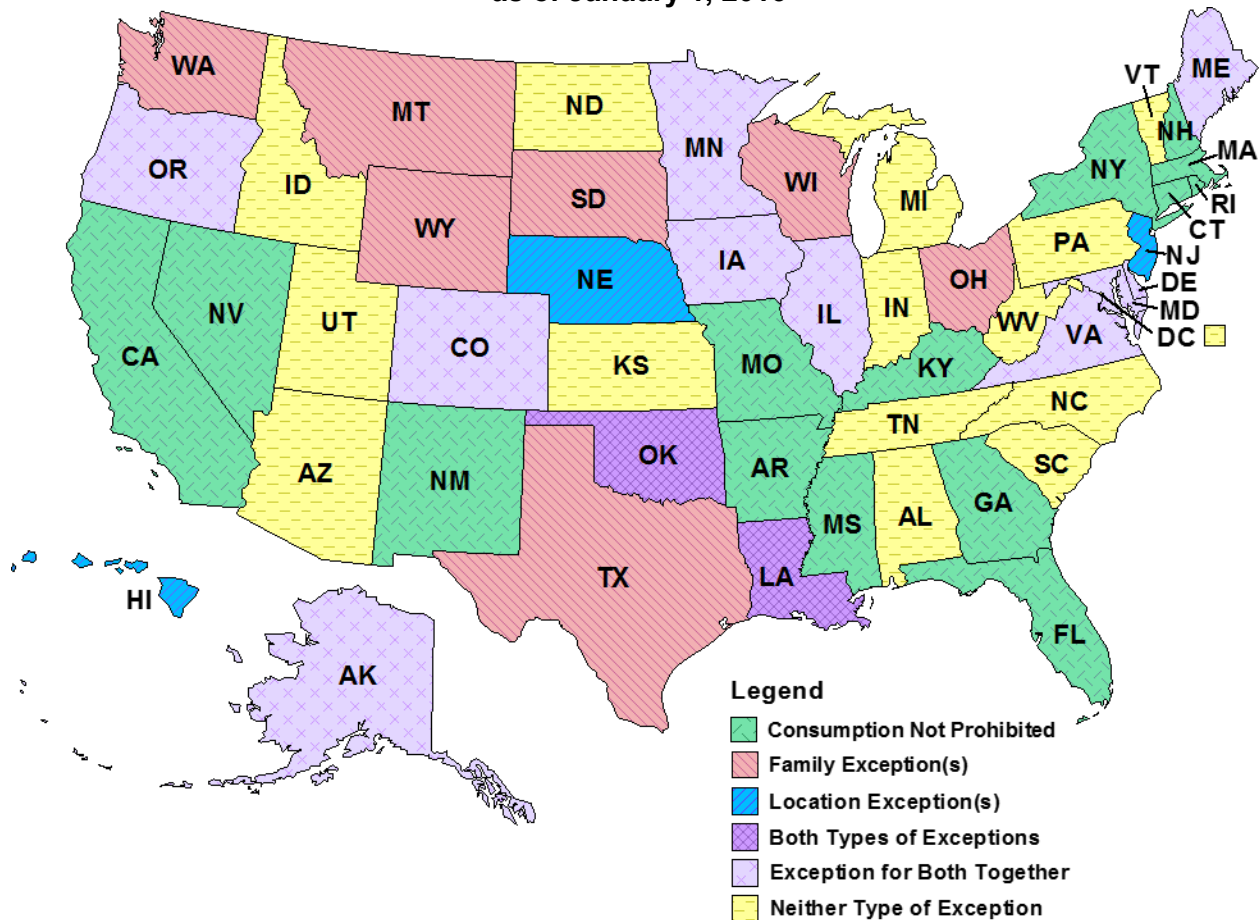 WA
MT
ND
MN
VT
ME
NH
MA
OR
ID
SD
WI
NY
MI
RI
WY
CT
PA
NJ
IA
NE
OH
DE
NV
IL
IN
MD
UT
WV
DC
CA
CO
VA
KS
MO
KY
NC
TN
OK
AZ
AR
SC
NM
GA
MS
AL
TX
LA
HI
FL
AK
Legend
Consumption Not Prohibited
Family Exception(s)
Location Exception(s)
Both Types of Exceptions
Exception for Both Together
Neither Type of Exception